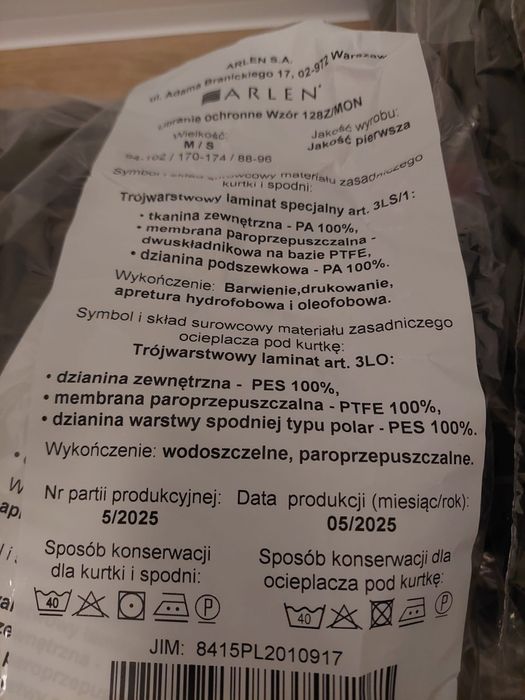 ARLEN S.A.
ul. Adama Branickiego 17, 02-972 Warszaw
ARLEN
Ubranie ochronne Wzór 128Z/MON
Wielkość: Jakość wyrobu:
M / S Jakość pierwsza
170-174 / 88-96
Symbol i skład surowcowy materiału zasadniczego
kurtki i spodni:
Trójwarstwowy laminat specjalny art. 3LS/1:
• tkanina zewnętrzna - PA 100%,
• membrana paroprzepuszczalna -
dwuskładnikowa na bazie PTFE,
• dzianina podszewkowa - PA 100%.
Wykończenie: Barwienie,drukowanie,
apretura hydrofobowa i oleofobowa.
Symbol i skład surowcowy materiału zasadniczego
ocieplacza pod kurtkę:
Trójwarstwowy laminat art. 3LO:
• dzianina zewnętrzna - PES 100%,
• membrana paroprzepuszczalna - PTFE 100%,
• dzianina warstwy spodniej typu polar - PES 100%.
Wykończenie: wodoszczelne, paroprzepuszczalne.
Nr partii produkcyjnej: Data produkcji (miesiąc/rok):
5/2025 05/2025
Sposób konserwacji Sposób konserwacji dla
dla kurtki i spodni: ocieplacza pod kurtkę:
40 P 40 P
JIM: 8415PL2010917